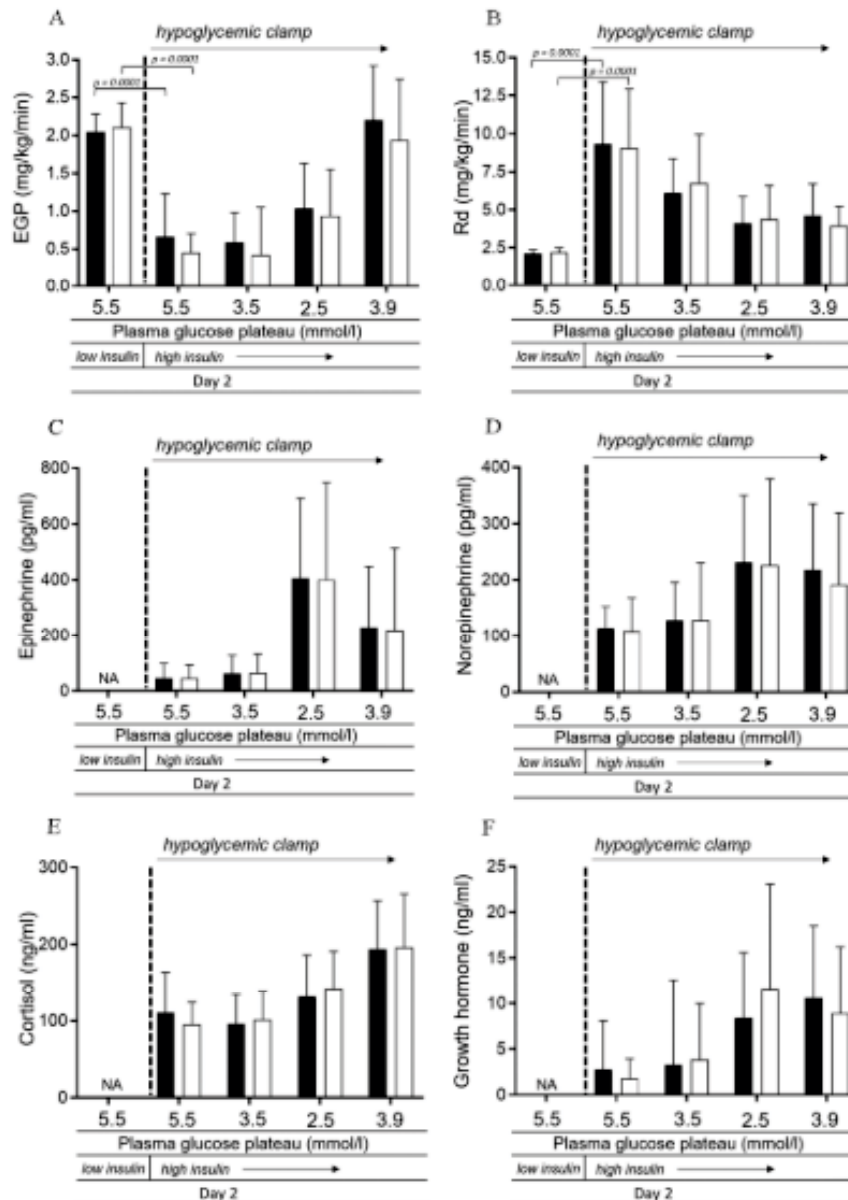 A
hypoglycemic clamp
p = 0.0001
p = 0.0001
EGP (mg/kg/min)
3.0
2.5
2.0
1.5
1.0
0.5
0.0
5.5 5.5 3.5 2.5 3.9
Plasma glucose plateau (mmol/l)
low insulin high insulin
Day 2
B
hypoglycemic clamp
p = 0.0001
p = 0.0001
Rd (mg/kg/min)
15.0
12.5
10.0
7.5
5.0
2.5
0.0
5.5 5.5 3.5 2.5 3.9
Plasma glucose plateau (mmol/l)
low insulin high insulin
Day 2
C
hypoglycemic clamp
Epinephrine (pg/ml)
800
600
400
200
0
NA
5.5 5.5 3.5 2.5 3.9
Plasma glucose plateau (mmol/l)
low insulin high insulin
Day 2
D
hypoglycemic clamp
Norepinephrine (pg/ml)
400
300
200
100
0
NA
5.5 5.5 3.5 2.5 3.9
Plasma glucose plateau (mmol/l)
low insulin high insulin
Day 2
E
hypoglycemic clamp
Cortisol (ng/ml)
300
200
100
0
NA
5.5 5.5 3.5 2.5 3.9
Plasma glucose plateau (mmol/l)
low insulin high insulin
Day 2
F
hypoglycemic clamp
Growth hormone (ng/ml)
25
20
15
10
5
0
NA
5.5 5.5 3.5 2.5 3.9
Plasma glucose plateau (mmol/l)
low insulin high insulin
Day 2